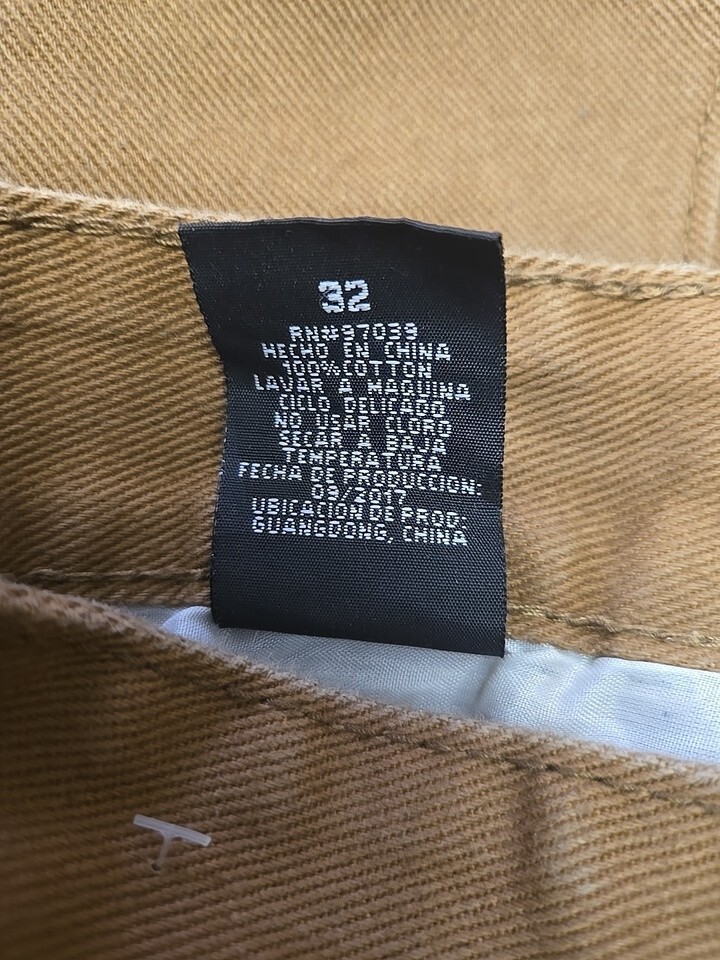 32
RN#97039
HECHO EN CHINA
100%COTTON
LAVAR A MAQUINA
CICLO DELICADO
NO USAR CLORO
SECAR A BAJA
TEMPERATURA
FECHA DE PRODUCCION:
09/2017
UBICACION DE PROD:
GUANGDONG, CHINA